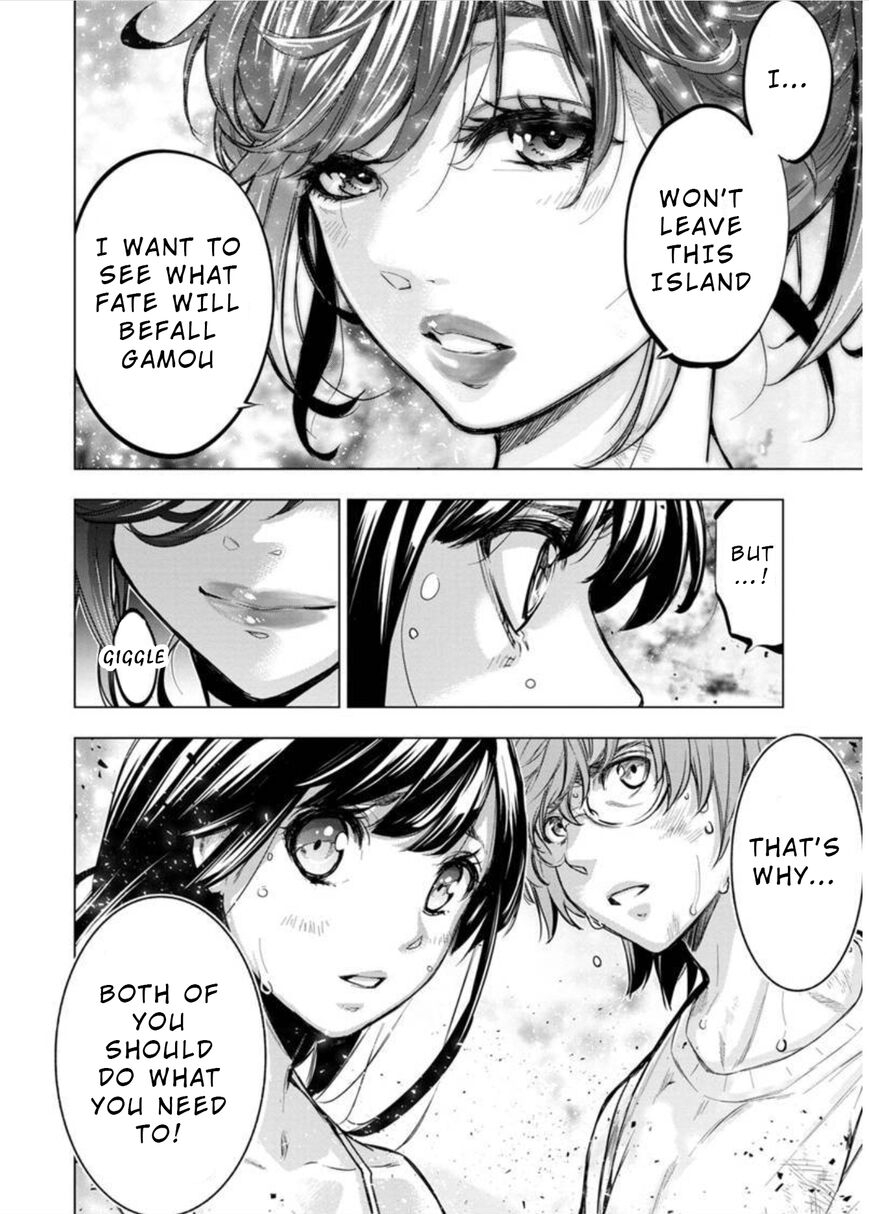 I...
WON'T
LEAVE
THIS
ISLAND
I WANT TO
SEE WHAT
FATE WILL
BEFALL
GAMOU
BUT
...!
GIGGLE
THAT'S
WHY...
BOTH OF
YOU
SHOULD
DO WHAT
YOU NEED
TO!